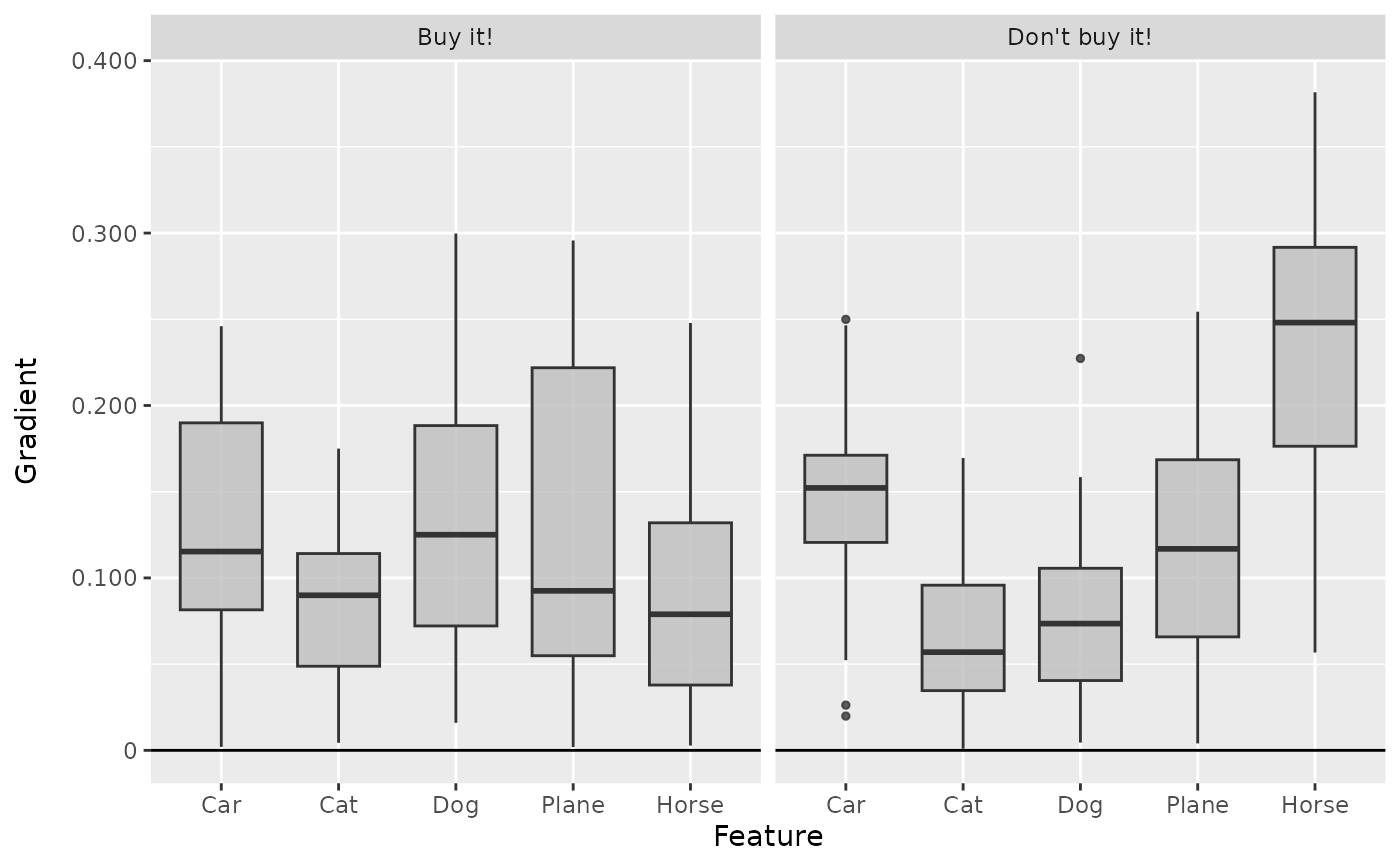 Buy it!
Don't buy it!
0.400
0.300
0.200
0.100
0
Gradient
Car Cat Dog Plane Horse
Car Cat Dog Plane Horse
Feature